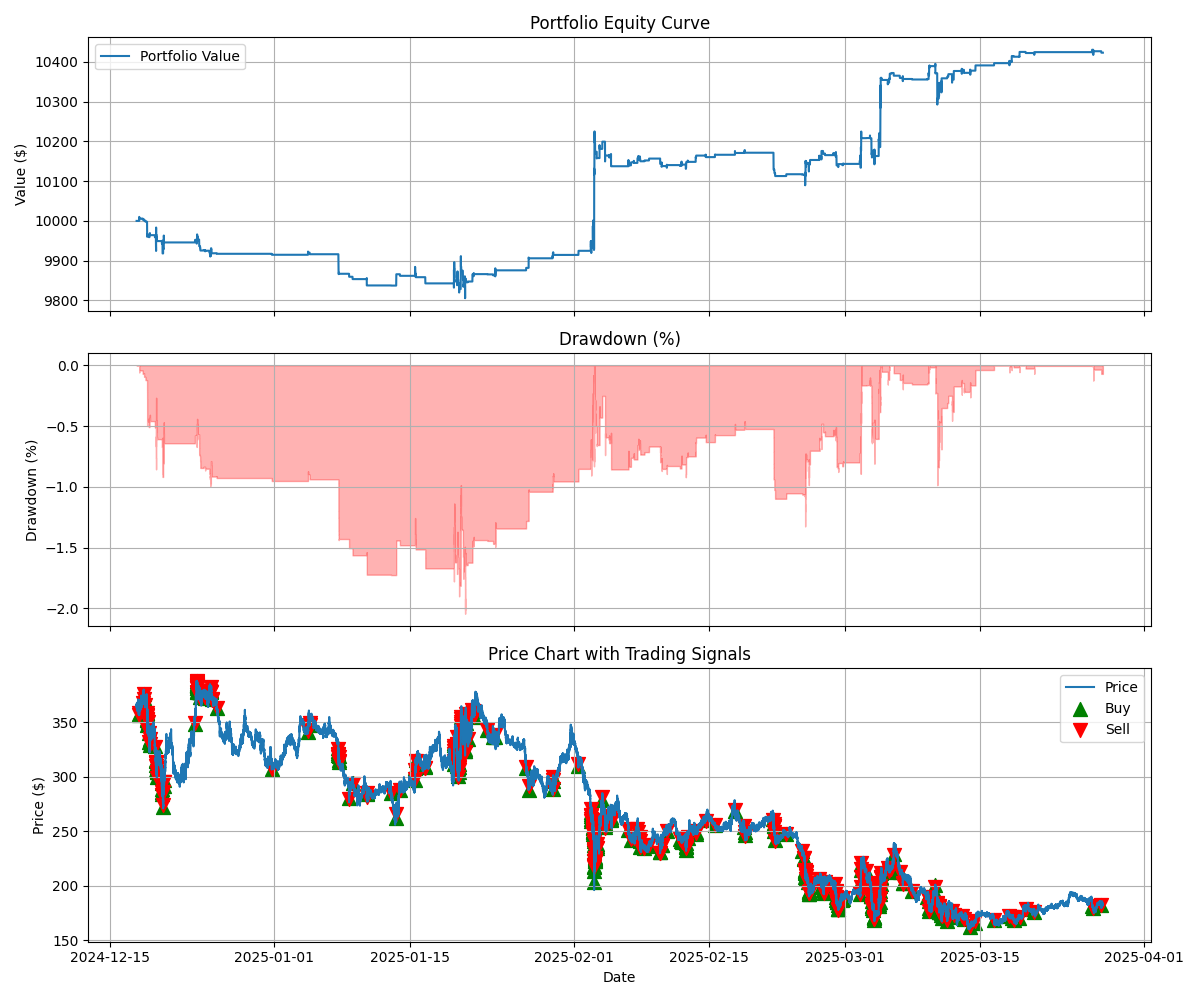 Portfolio Equity Curve
Portfolio Value
10400
10300
10200
10100
10000
9900
9800
Value ($)
Drawdown (%)
0.0
−0.5
−1.0
−1.5
−2.0
Drawdown (%)
Price Chart with Trading Signals
Price
Buy
Sell
350
300
250
200
150
Price ($)
2024-12-15
2025-01-01
2025-01-15
2025-02-01
2025-02-15
2025-03-01
2025-03-15
2025-04-01
Date